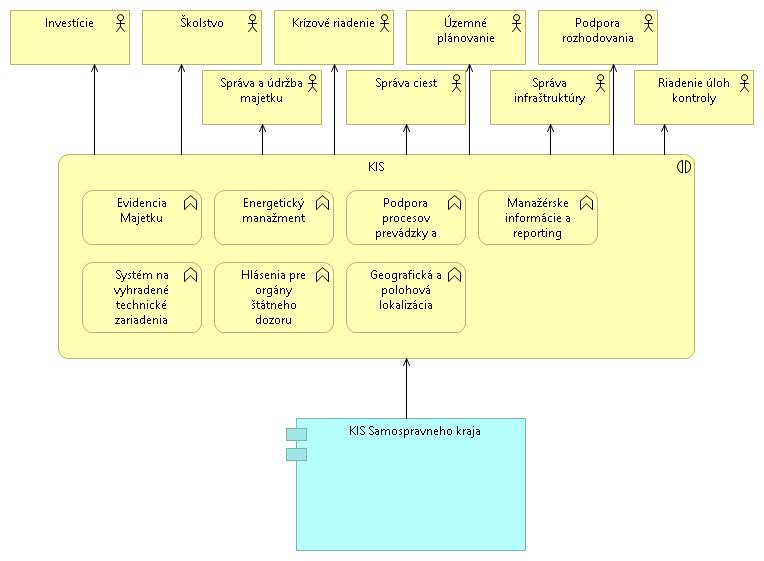 Investície
Školstvo
Krízové riadenie
Územné
plánovanie
Podpora
rozhodovania
Správa a údržba
majetku
Správa ciest
Správa
infraštruktúry
Riadenie úloh
kontroly
KIS
Evidencia
Majetku
Energetický
manažment
Podpora
procesov
prevádzky a
Manažérske
informácie a
reporting
Systém na
vyhradené
technické
zariadenia
Hlásenia pre
orgány
štátneho
dozoru
Geografická a
polohová
lokalizácia
KIS Samospravneho kraja